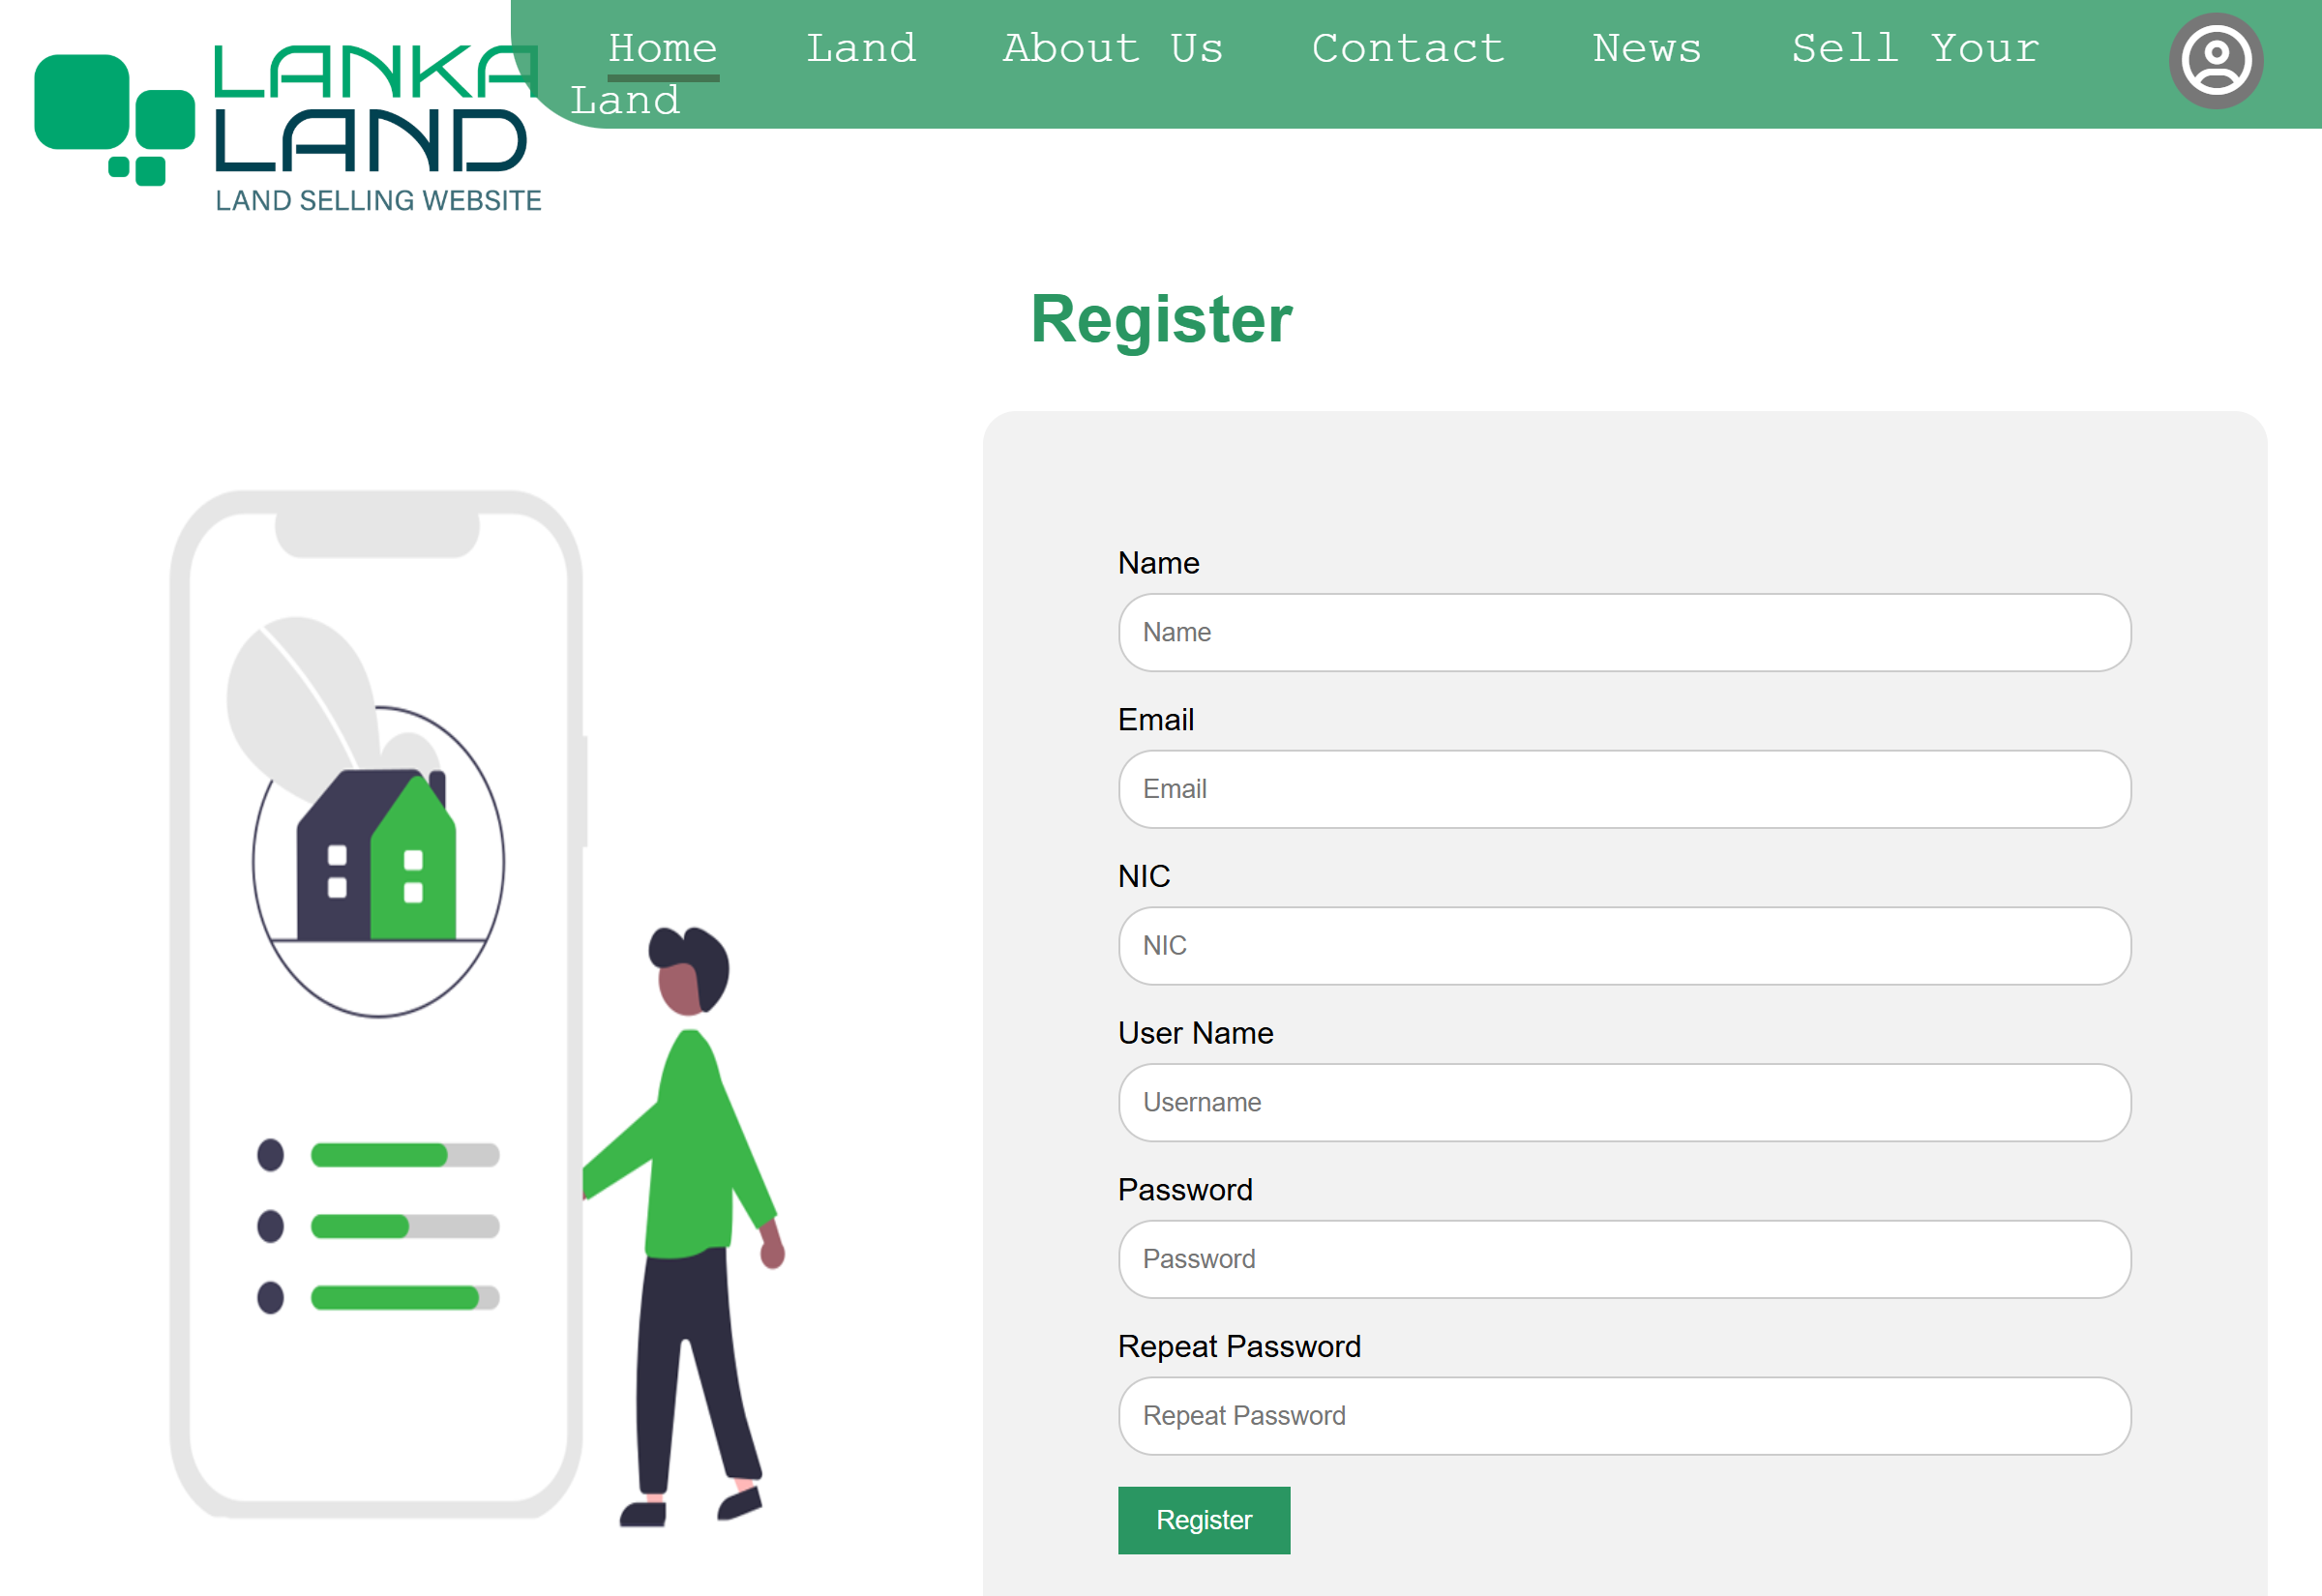 LANKA
LAND
LAND SELLING WEBSITE
Home Land About Us Contact News Sell Your
Land
Register
Name
Name
Email
Email
NIC
NIC
User Name
Username
Password
Password
Repeat Password
Repeat Password
Register